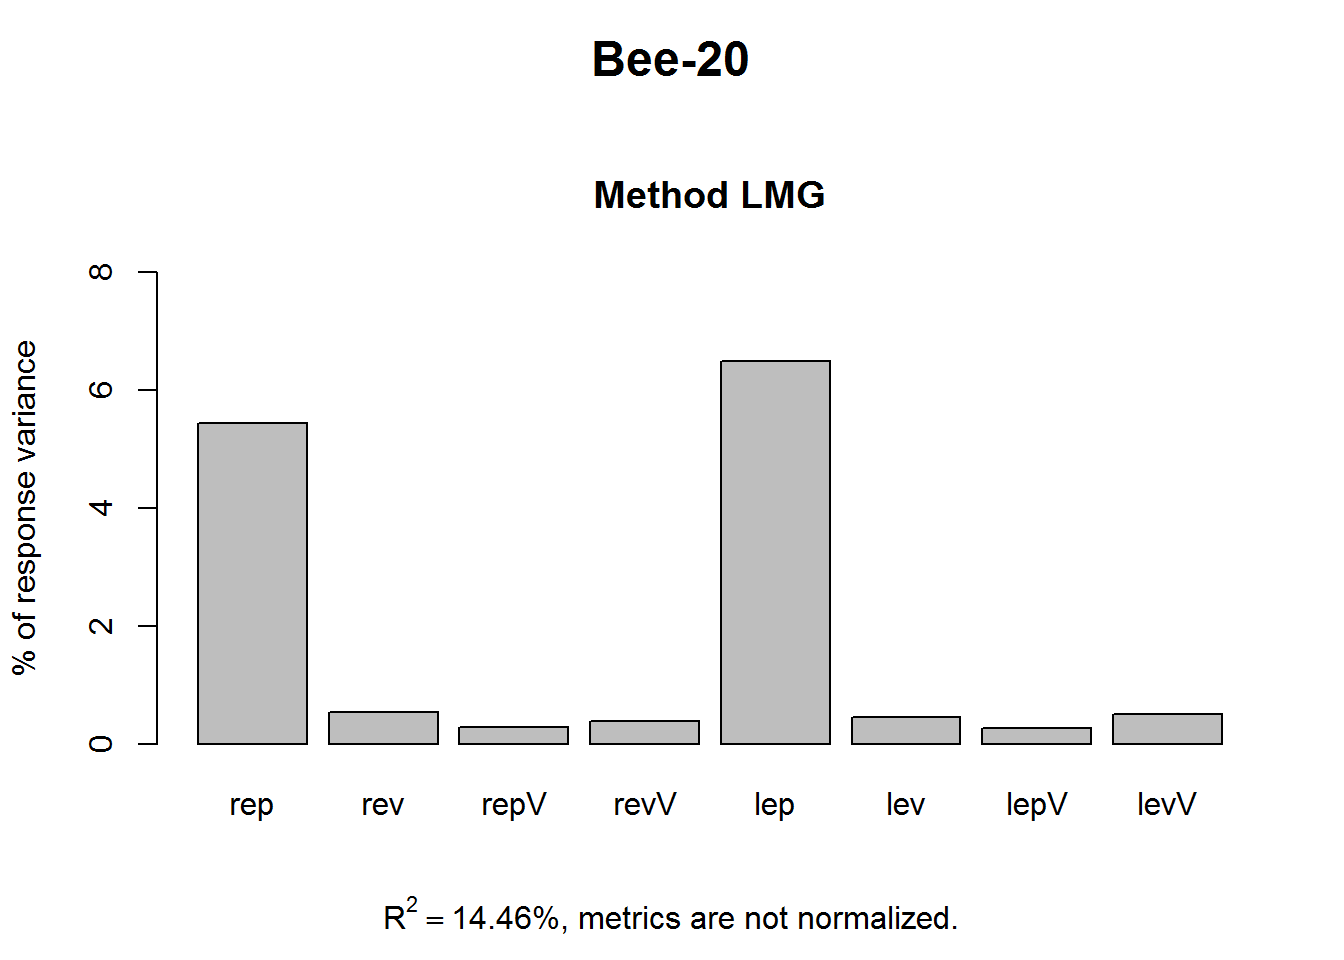 Bee-20
Method LMG
% of response variance
8
6
4
2
0
rep rev repV revV lep lev lepV levV
R² = 14.46%, metrics are not normalized.